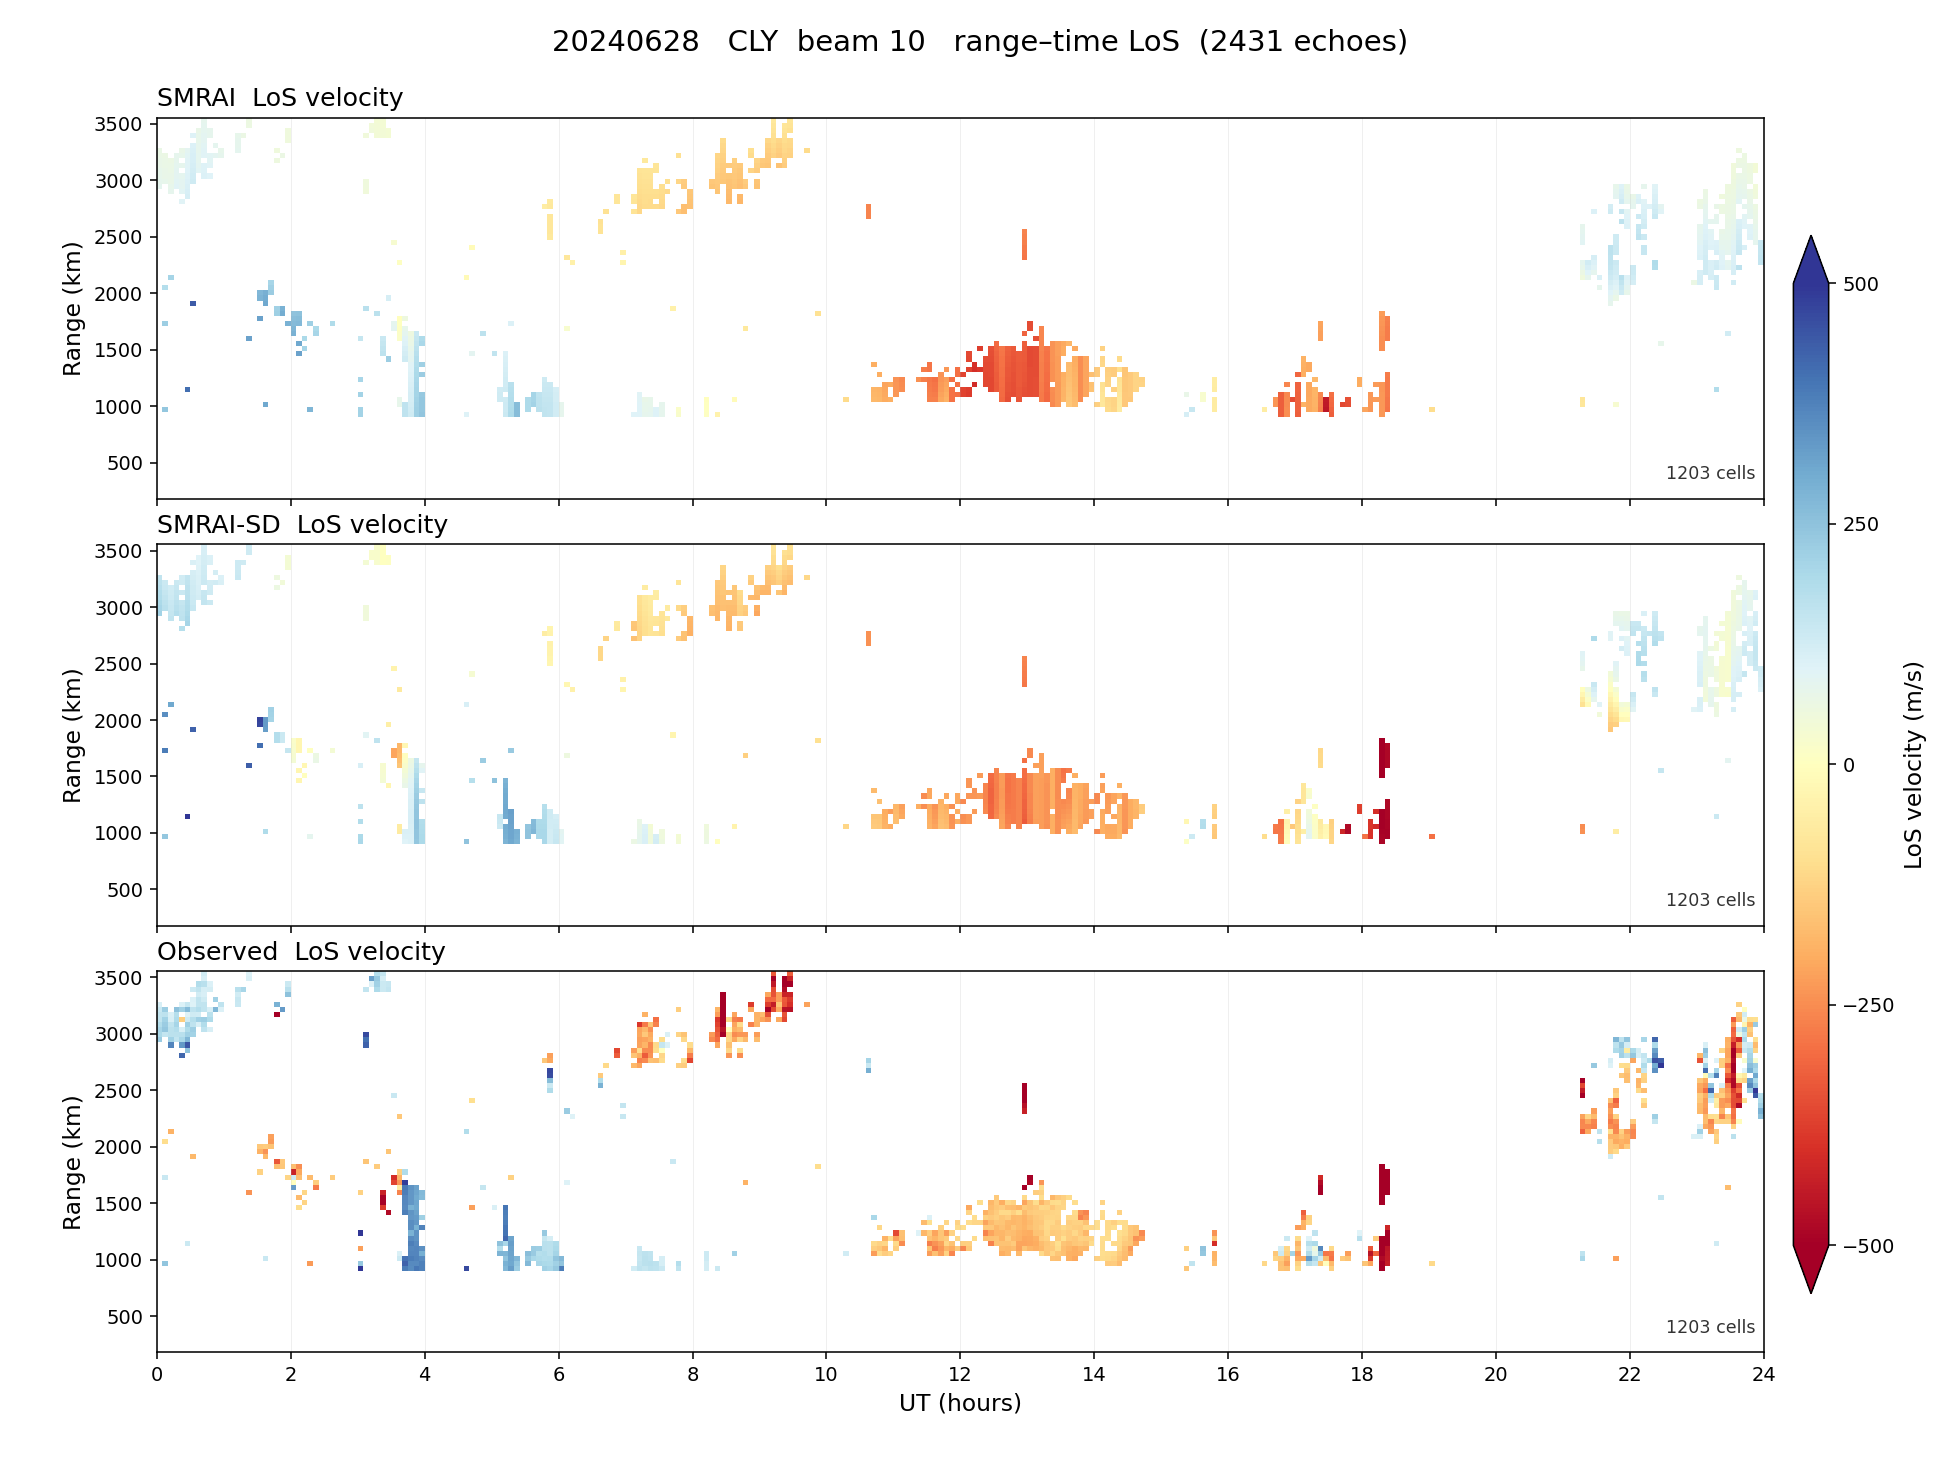 20240628 CLY beam 10 range–time LoS (2431 echoes)
SMRAI LoS velocity
3500
3000
2500
2000
1500
1000
500
Range (km)
1203 cells
SMRAI-SD LoS velocity
3500
3000
2500
2000
1500
1000
500
Range (km)
1203 cells
Observed LoS velocity
3500
3000
2500
2000
1500
1000
500
Range (km)
1203 cells
0 2 4 6 8 10 12 14 16 18 20 22 24
UT (hours)
500
250
0
−250
−500
LoS velocity (m/s)